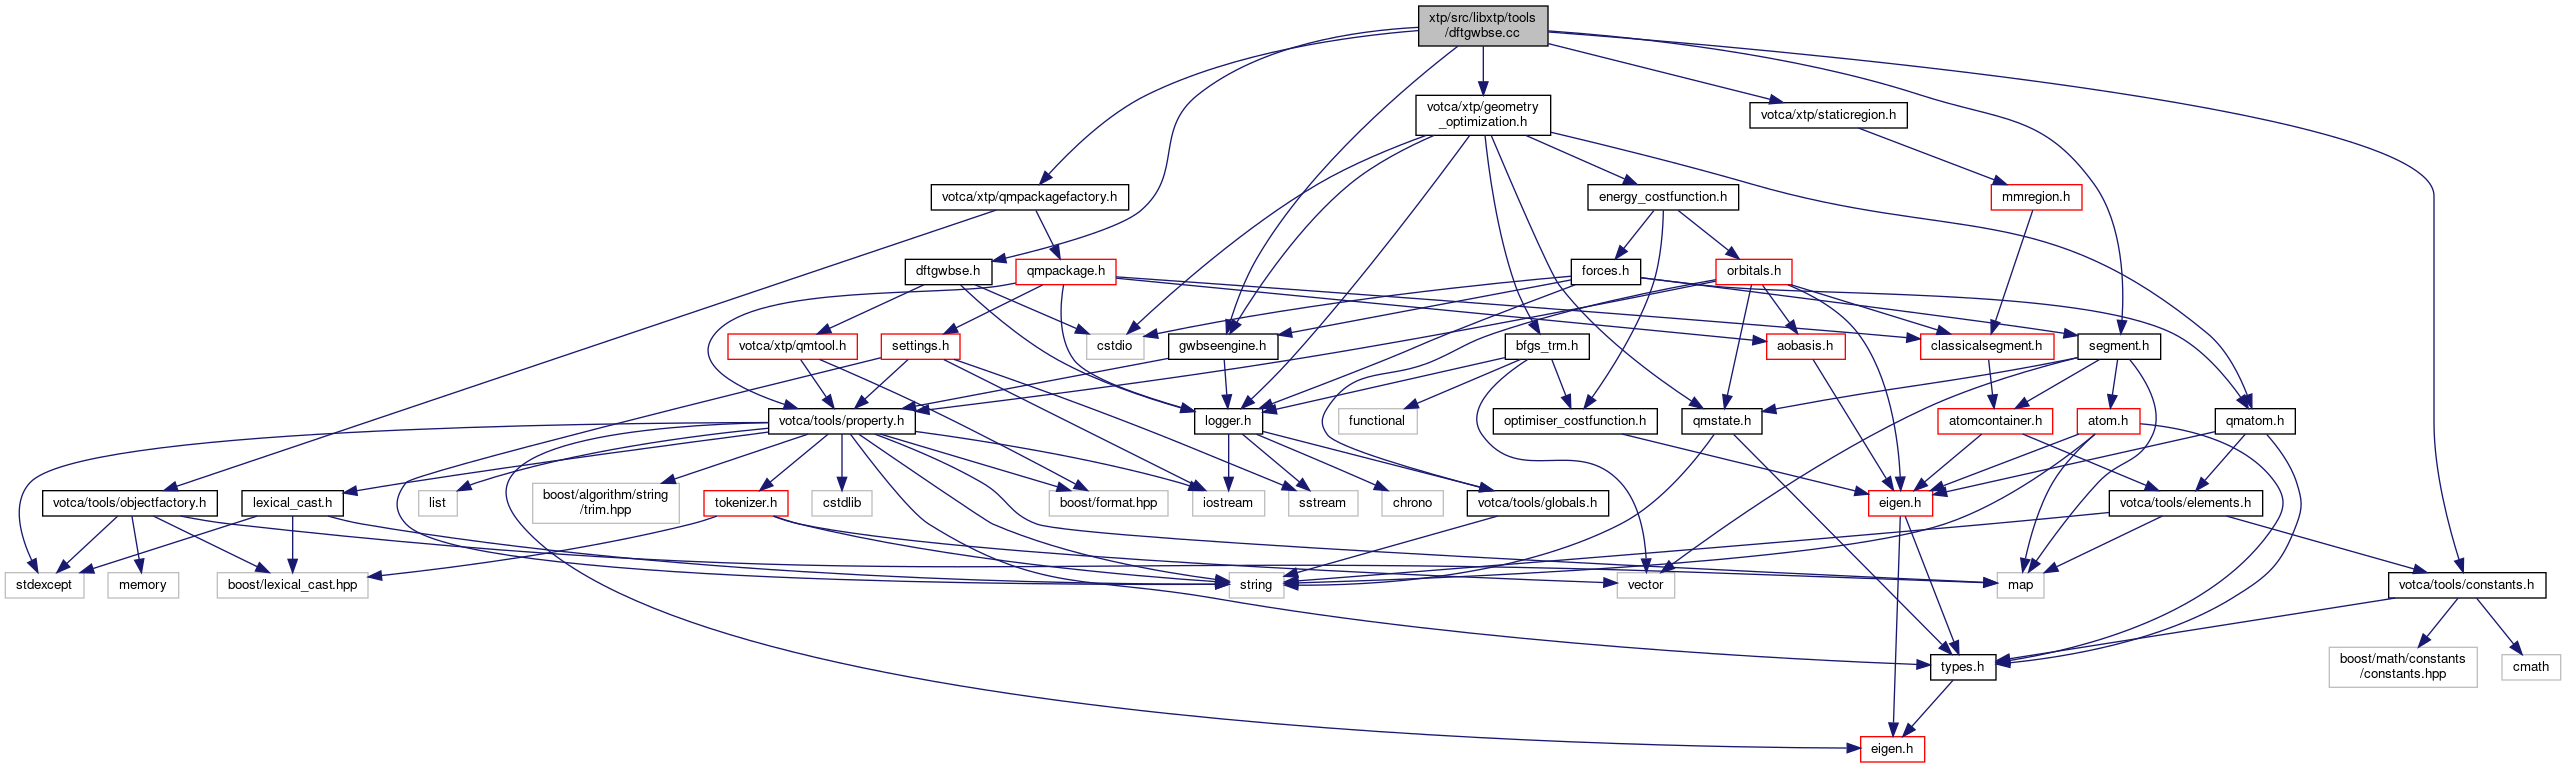 xtp/src/libxtp/tools
/dftgwbse.cc
votca/xtp/geometry
_optimization.h
votca/xtp/staticregion.h
votca/xtp/qmpackagefactory.h
energy_costfunction.h
mmregion.h
dftgwbse.h
qmpackage.h
forces.h
orbitals.h
votca/xtp/qmtool.h
settings.h
cstdio
gwbseengine.h
bfgs_trm.h
aobasis.h
classicalsegment.h
segment.h
votca/tools/property.h
logger.h
functional
optimiser_costfunction.h
qmstate.h
atomcontainer.h
atom.h
qmatom.h
votca/tools/objectfactory.h
lexical_cast.h
list
boost/algorithm/string
/trim.hpp
tokenizer.h
cstdlib
boost/format.hpp
iostream
sstream
chrono
votca/tools/globals.h
eigen.h
votca/tools/elements.h
stdexcept
memory
boost/lexical_cast.hpp
string
vector
map
votca/tools/constants.h
types.h
boost/math/constants
/constants.hpp
cmath
eigen.h